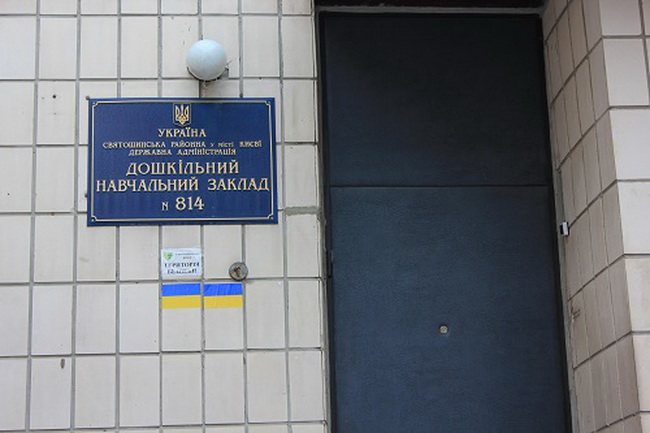 УКРАЇНА
СВЯТОШИНСЬКА РАЙОННА У МІСТІ КИЄВІ
ДЕРЖАВНА АДМІНІСТРАЦІЯ
ДОШКІЛЬНИЙ
НАВЧАЛЬНИЙ ЗАКЛАД
N 814
ТЕРИТОРІЯ